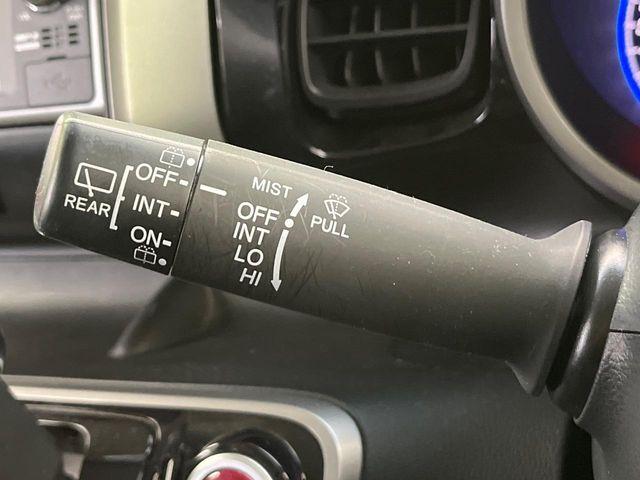 REAR
OFF
INT
ON
MIST
OFF
INT
LO
HI
PULL